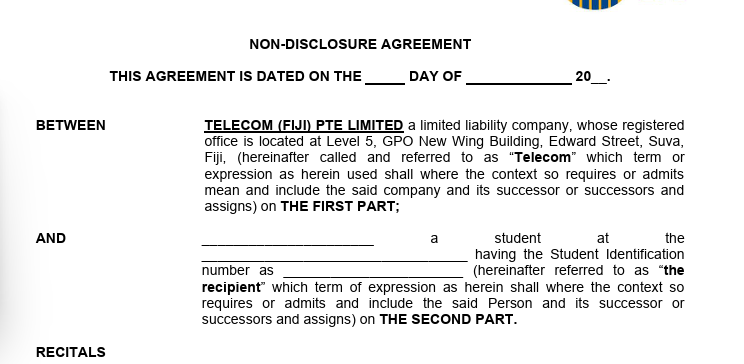 NON-DISCLOSURE AGREEMENT
THIS AGREEMENT IS DATED ON THE _____ DAY OF _____________ 20__.
BETWEEN
TELECOM (FIJI) PTE LIMITED a limited liability company, whose registered
office is located at Level 5, GPO New Wing Building, Edward Street, Suva,
Fiji, (hereinafter called and referred to as “Telecom” which term or
expression as herein used shall where the context so requires or admits
mean and include the said company and its successor or successors and
assigns) on THE FIRST PART;
AND
______________________ a student at the
__________________________________ having the Student Identification
number as _______________________ (hereinafter referred to as “the
recipient” which term of expression as herein shall where the context so
requires or admits and include the said Person and its successor or
successors and assigns) on THE SECOND PART.
RECITALS